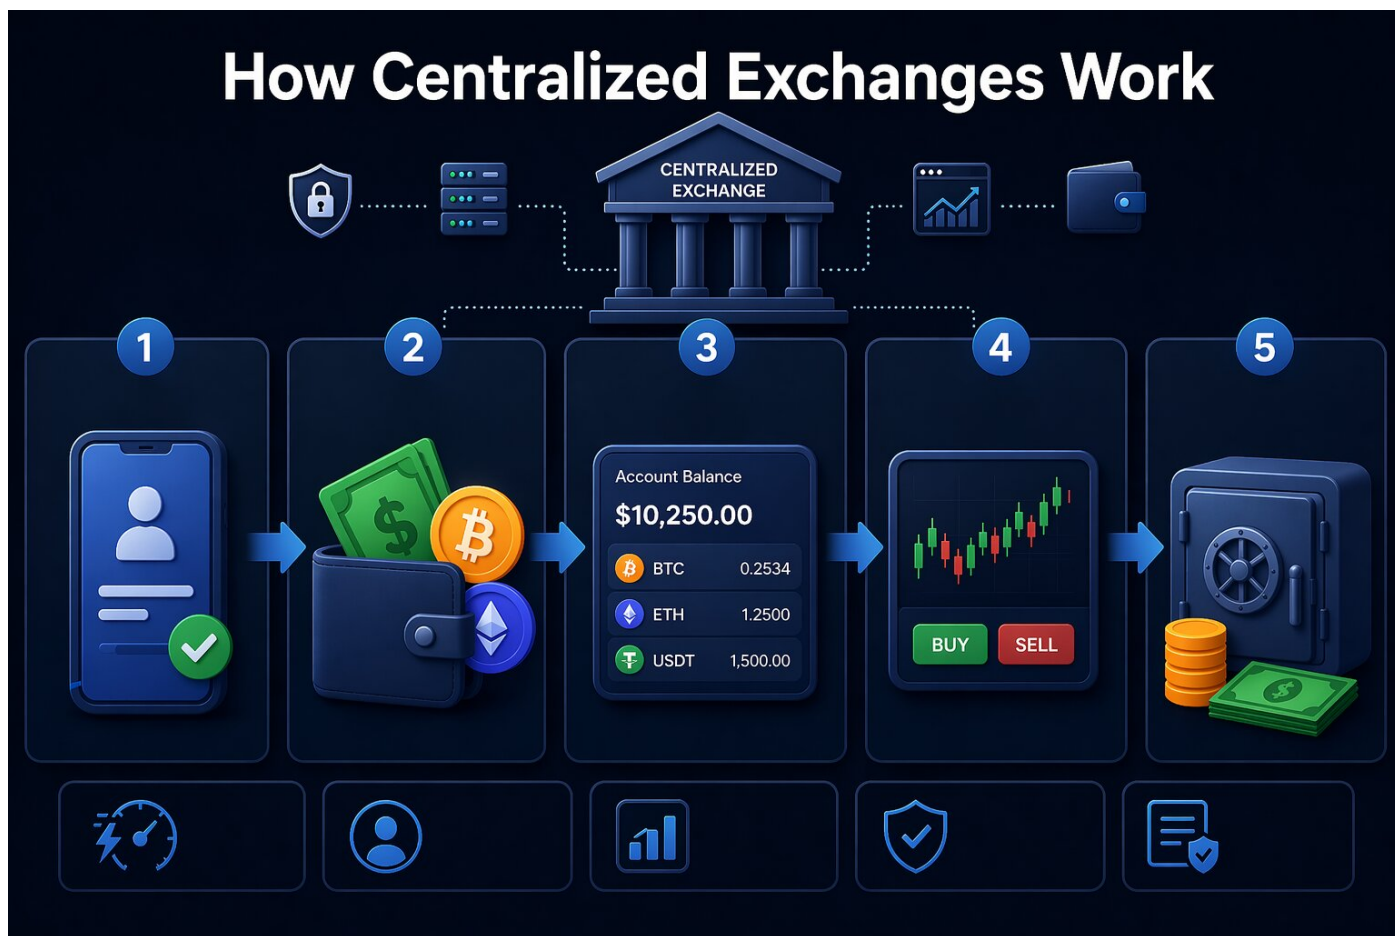 How Centralized Exchanges Work
CENTRALIZED
EXCHANGE
1
2
3
4
5
Account Balance
$10,250.00
BTC 0.2534
ETH 1.2500
USDT 1,500.00
BUY SELL